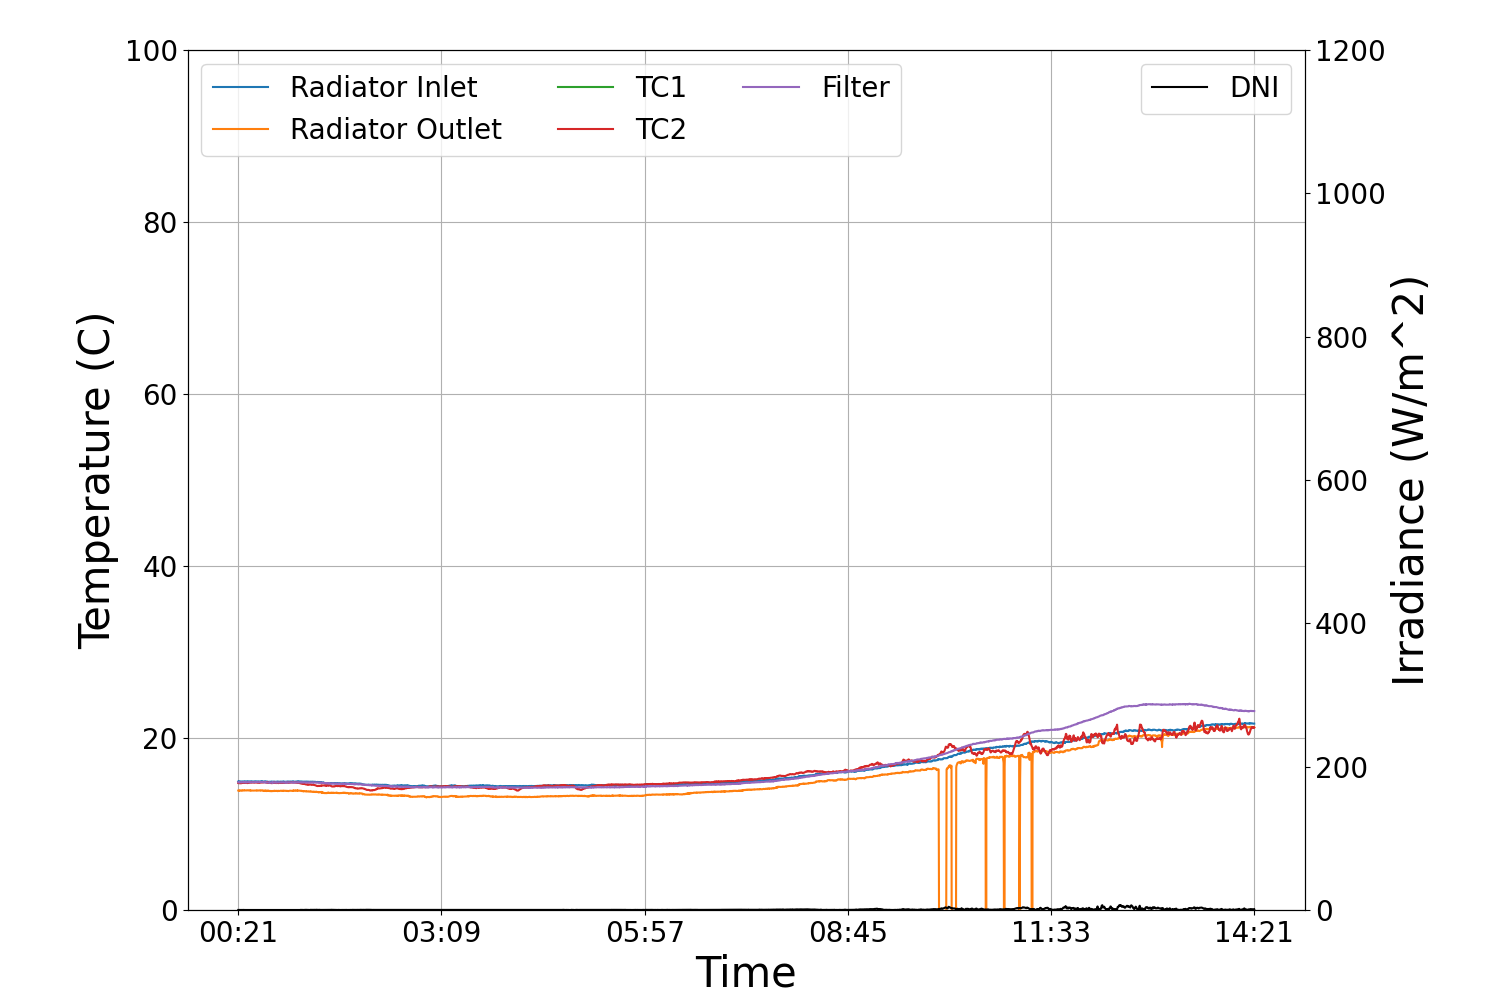 100
80
60
40
20
0
Temperature (C)
Radiator Inlet
Radiator Outlet
TC1
TC2
Filter
DNI
1200
1000
800
600
400
200
0
Irradiance (W/m^2)
00:21
03:09
05:57
08:45
11:33
14:21
Time